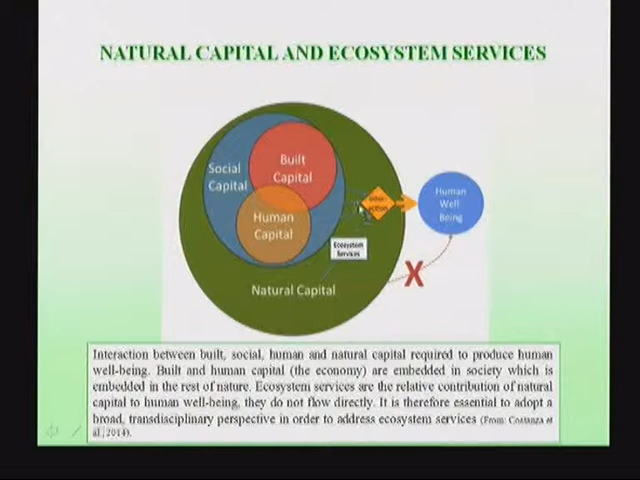 NATURAL CAPITAL AND ECOSYSTEM SERVICES
Built
Capital
Social
Capital
Human
Capital
Inter-
action
Human
Well
Being
Ecosystem
Services
X
Natural Capital
Interaction between built, social, human and natural capital required to produce human
well-being. Built and human capital (the economy) are embedded in society which is
embedded in the rest of nature. Ecosystem services are the relative contribution of natural
capital to human well-being, they do not flow directly. It is therefore essential to adopt a
broad, transdisciplinary perspective in order to address ecosystem services (From: Costanza et
al., 2014).